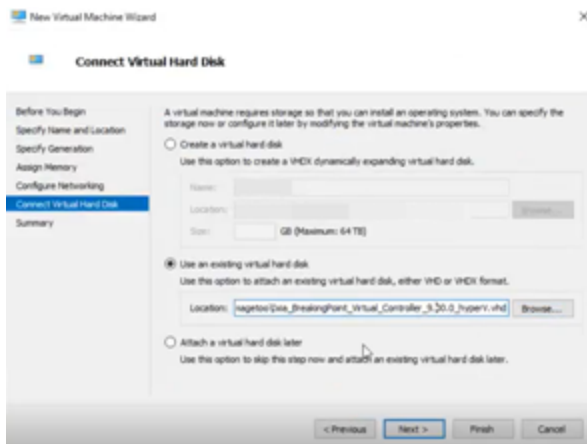 New Virtual Machine Wizard
Connect Virtual Hard Disk
Before You Begin
Specify Name and Location
Specify Generation
Assign Memory
Configure Networking
Connect Virtual Hard Disk
Summary
A virtual machine requires storage so that you can install an operating system. You can specify the
storage now or configure it later by modifying the virtual machine's properties.
Create a virtual hard disk
Use this option to create a VHDX dynamically expanding virtual hard disk.
Name:
Location:
Browse...
Size:
GB (Maximum: 64 TB)
Use an existing virtual hard disk
Use this option to attach an existing virtual hard disk, either VHD or VHDX format.
Location:
Browse...
Attach a virtual hard disk later
Use this option to skip this step now and attach an existing virtual hard disk later.
< Previous
Next >
Finish
Cancel